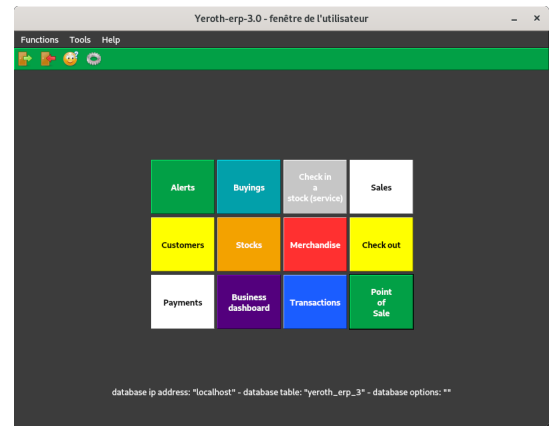 Yeroth-erp-3.0 - fenêtre de l'utilisateur
Functions Tools Help
Alerts
Buyings
Check in
a
stock (service)
Sales
Customers
Stocks
Merchandise
Check out
Payments
Business
dashboard
Transactions
Point
of
Sale
database ip address: "localhost" - database table: "yeroth_erp_3" - database options: ""